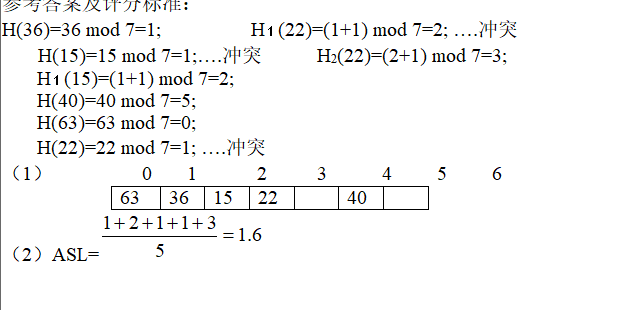 参考答案及评分标准：
H(36)=36 mod 7=1; H1 (22)=(1+1) mod 7=2; ….冲突
H(15)=15 mod 7=1;….冲突 H2(22)=(2+1) mod 7=3;
H1 (15)=(1+1) mod 7=2;
H(40)=40 mod 7=5;
H(63)=63 mod 7=0;
H(22)=22 mod 7=1; ….冲突
（1） 0 1 2 3 4 5 6
63 36 15 22 40
（2）ASL= (1+2+1+1+3)/5 =1.6